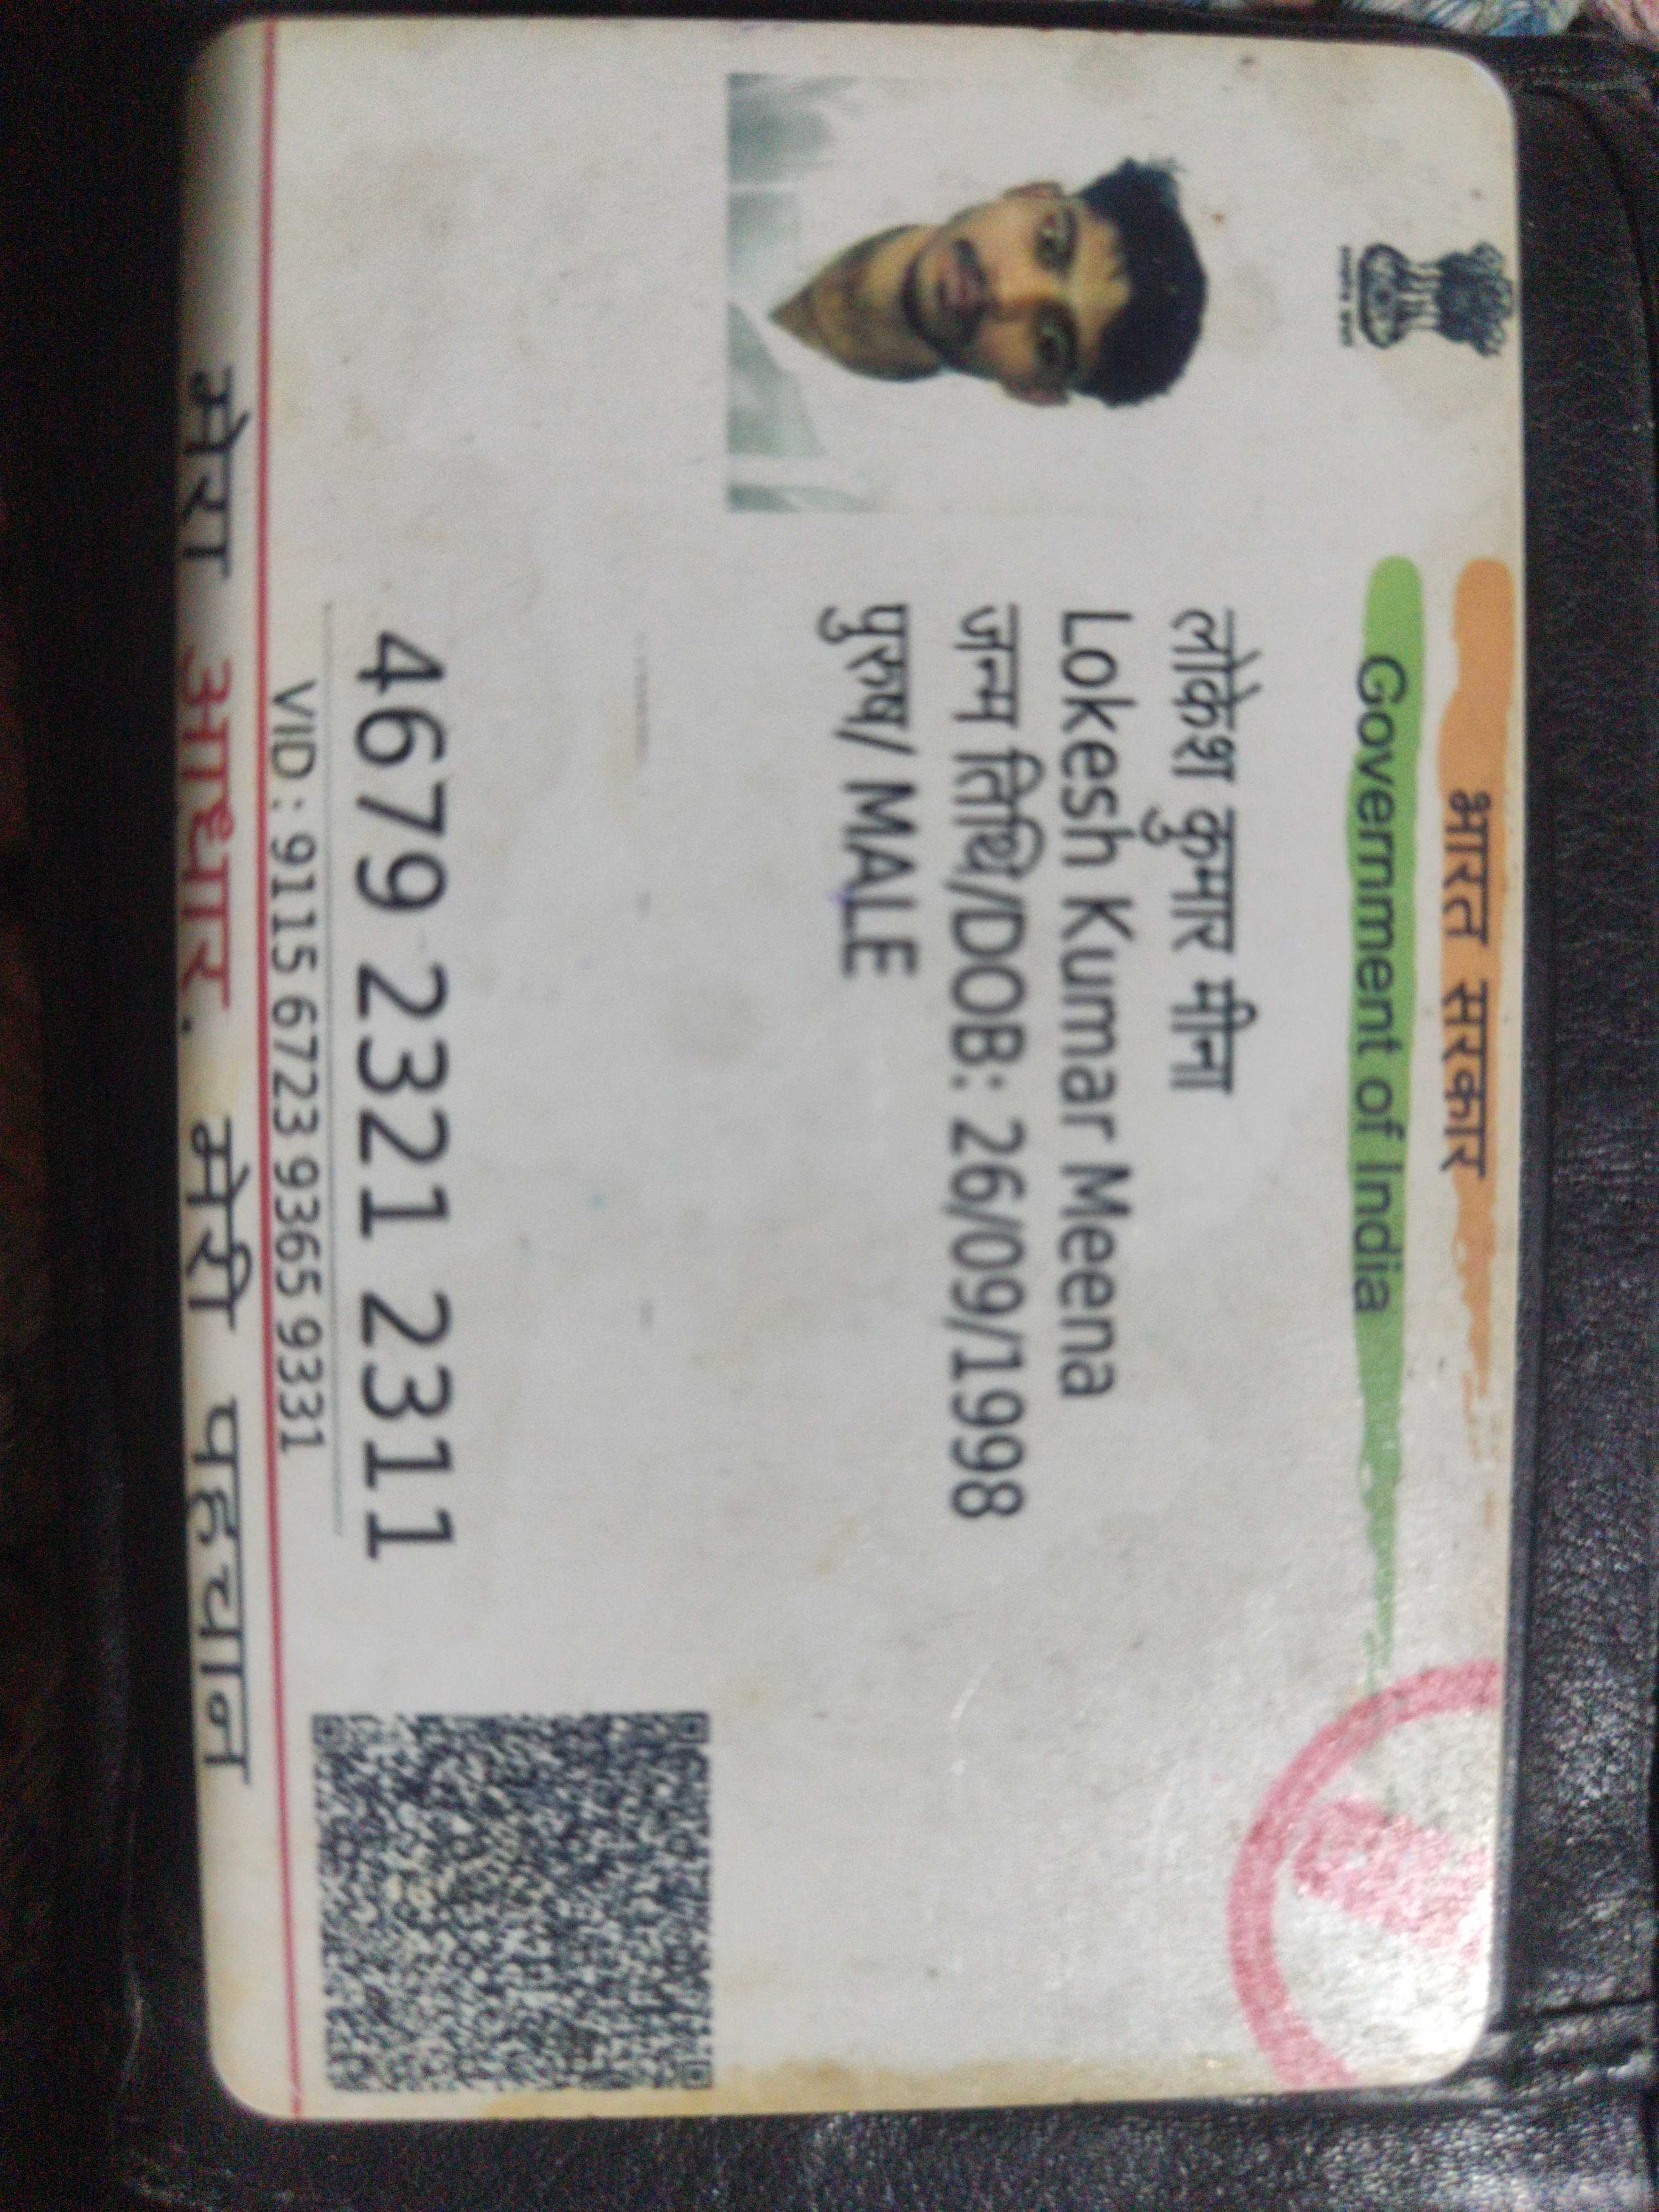 भारत सरकार
Government of India
लोकेश कुमार मीना
Lokesh Kumar Meena
जन्म तिथि/DOB: 26/09/1998
पुरुष/ MALE
4679 2321 2311
VID : 9115 6723 9365 9331
मेरा आधार, मेरी पहचान